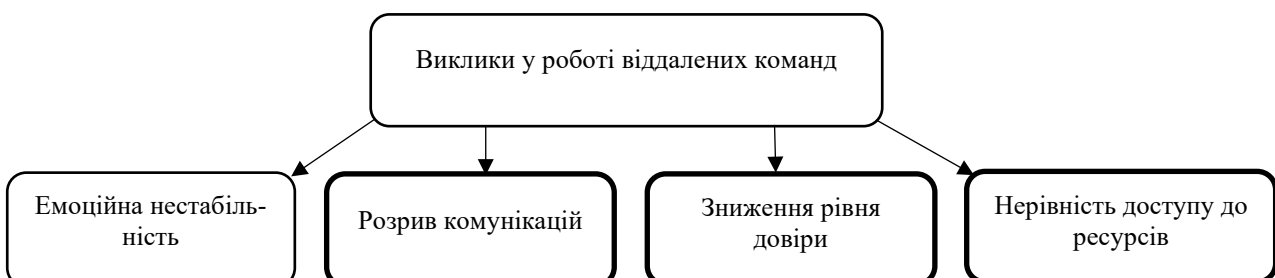 Виклики у роботі віддалених команд
Емоційна нестабіль-
ність
Розрив комунікацій
Зниження рівня
довіри
Нерівність доступу до
ресурсів